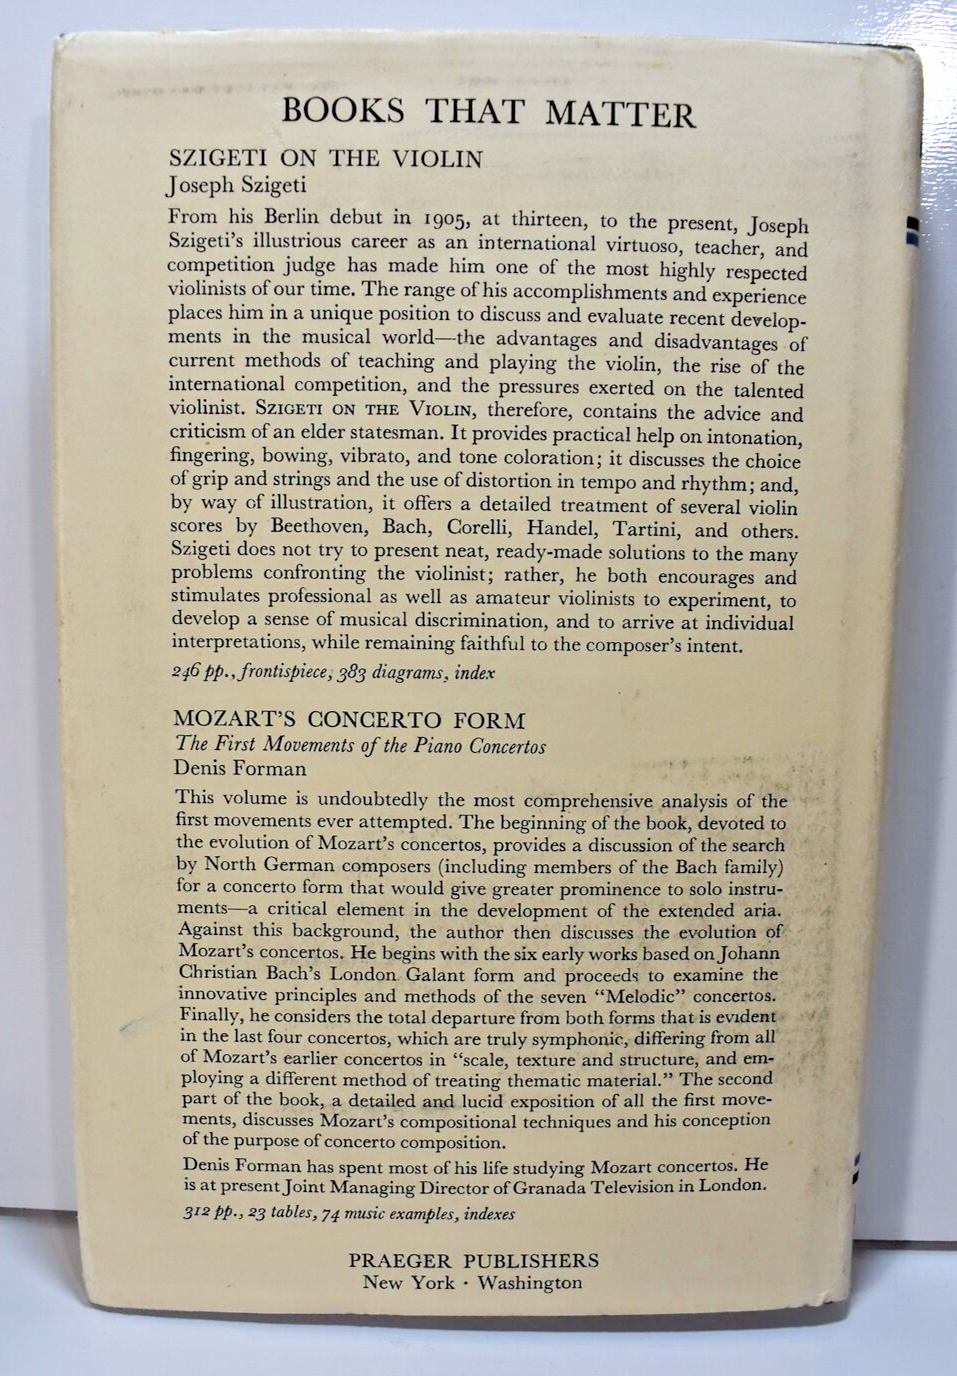 BOOKS THAT MATTER
SZIGETI ON THE VIOLIN
Joseph Szigeti
From his Berlin debut in 1905, at thirteen, to the present, Joseph
Szigeti's illustrious career as an international virtuoso, teacher, and
competition judge has made him one of the most highly respected
violinists of our time. The range of his accomplishments and experience
places him in a unique position to discuss and evaluate recent develop-
ments in the musical world—the advantages and disadvantages of
current methods of teaching and playing the violin, the rise of the
international competition, and the pressures exerted on the talented
violinist. SZIGETI ON THE VIOLIN, therefore, contains the advice and
criticism of an elder statesman. It provides practical help on intonation,
fingering, bowing, vibrato, and tone coloration; it discusses the choice
of grip and strings and the use of distortion in tempo and rhythm; and,
by way of illustration, it offers a detailed treatment of several violin
scores by Beethoven, Bach, Corelli, Handel, Tartini, and others.
Szigeti does not try to present neat, ready-made solutions to the many
problems confronting the violinist; rather, he both encourages and
stimulates professional as well as amateur violinists to experiment, to
develop a sense of musical discrimination, and to arrive at individual
interpretations, while remaining faithful to the composer's intent.
246 pp., frontispiece, 383 diagrams, index
MOZART'S CONCERTO FORM
The First Movements of the Piano Concertos
Denis Forman
This volume is undoubtedly the most comprehensive analysis of the
first movements ever attempted. The beginning of the book, devoted to
the evolution of Mozart's concertos, provides a discussion of the search
by North German composers (including members of the Bach family)
for a concerto form that would give greater prominence to solo instru-
ments—a critical element in the development of the extended aria.
Against this background, the author then discusses the evolution of
Mozart's concertos. He begins with the six early works based on Johann
Christian Bach's London Galant form and proceeds to examine the
innovative principles and methods of the seven "Melodic" concertos.
Finally, he considers the total departure from both forms that is evident
in the last four concertos, which are truly symphonic, differing from all
of Mozart's earlier concertos in "scale, texture and structure, and em-
ploying a different method of treating thematic material." The second
part of the book, a detailed and lucid exposition of all the first move-
ments, discusses Mozart's compositional techniques and his conception
of the purpose of concerto composition.
Denis Forman has spent most of his life studying Mozart concertos. He
is at present Joint Managing Director of Granada Television in London.
312 pp., 23 tables, 74 music examples, indexes
PRAEGER PUBLISHERS
New York · Washington